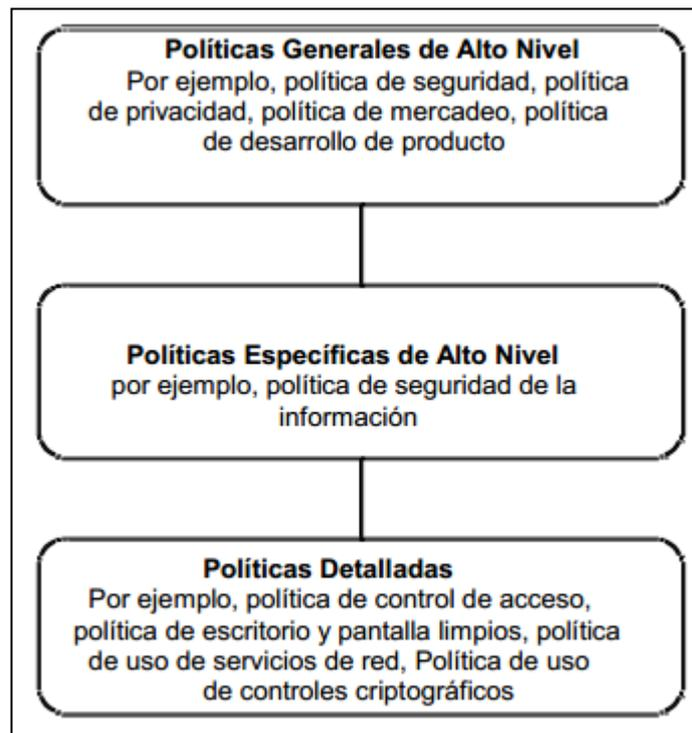 Políticas Generales de Alto Nivel
Por ejemplo, política de seguridad, política
de privacidad, política de mercadeo, política
de desarrollo de producto
Políticas Específicas de Alto Nivel
por ejemplo, política de seguridad de la
información
Políticas Detalladas
Por ejemplo, política de control de acceso,
política de escritorio y pantalla limpios, política
de uso de servicios de red, Política de uso
de controles criptográficos